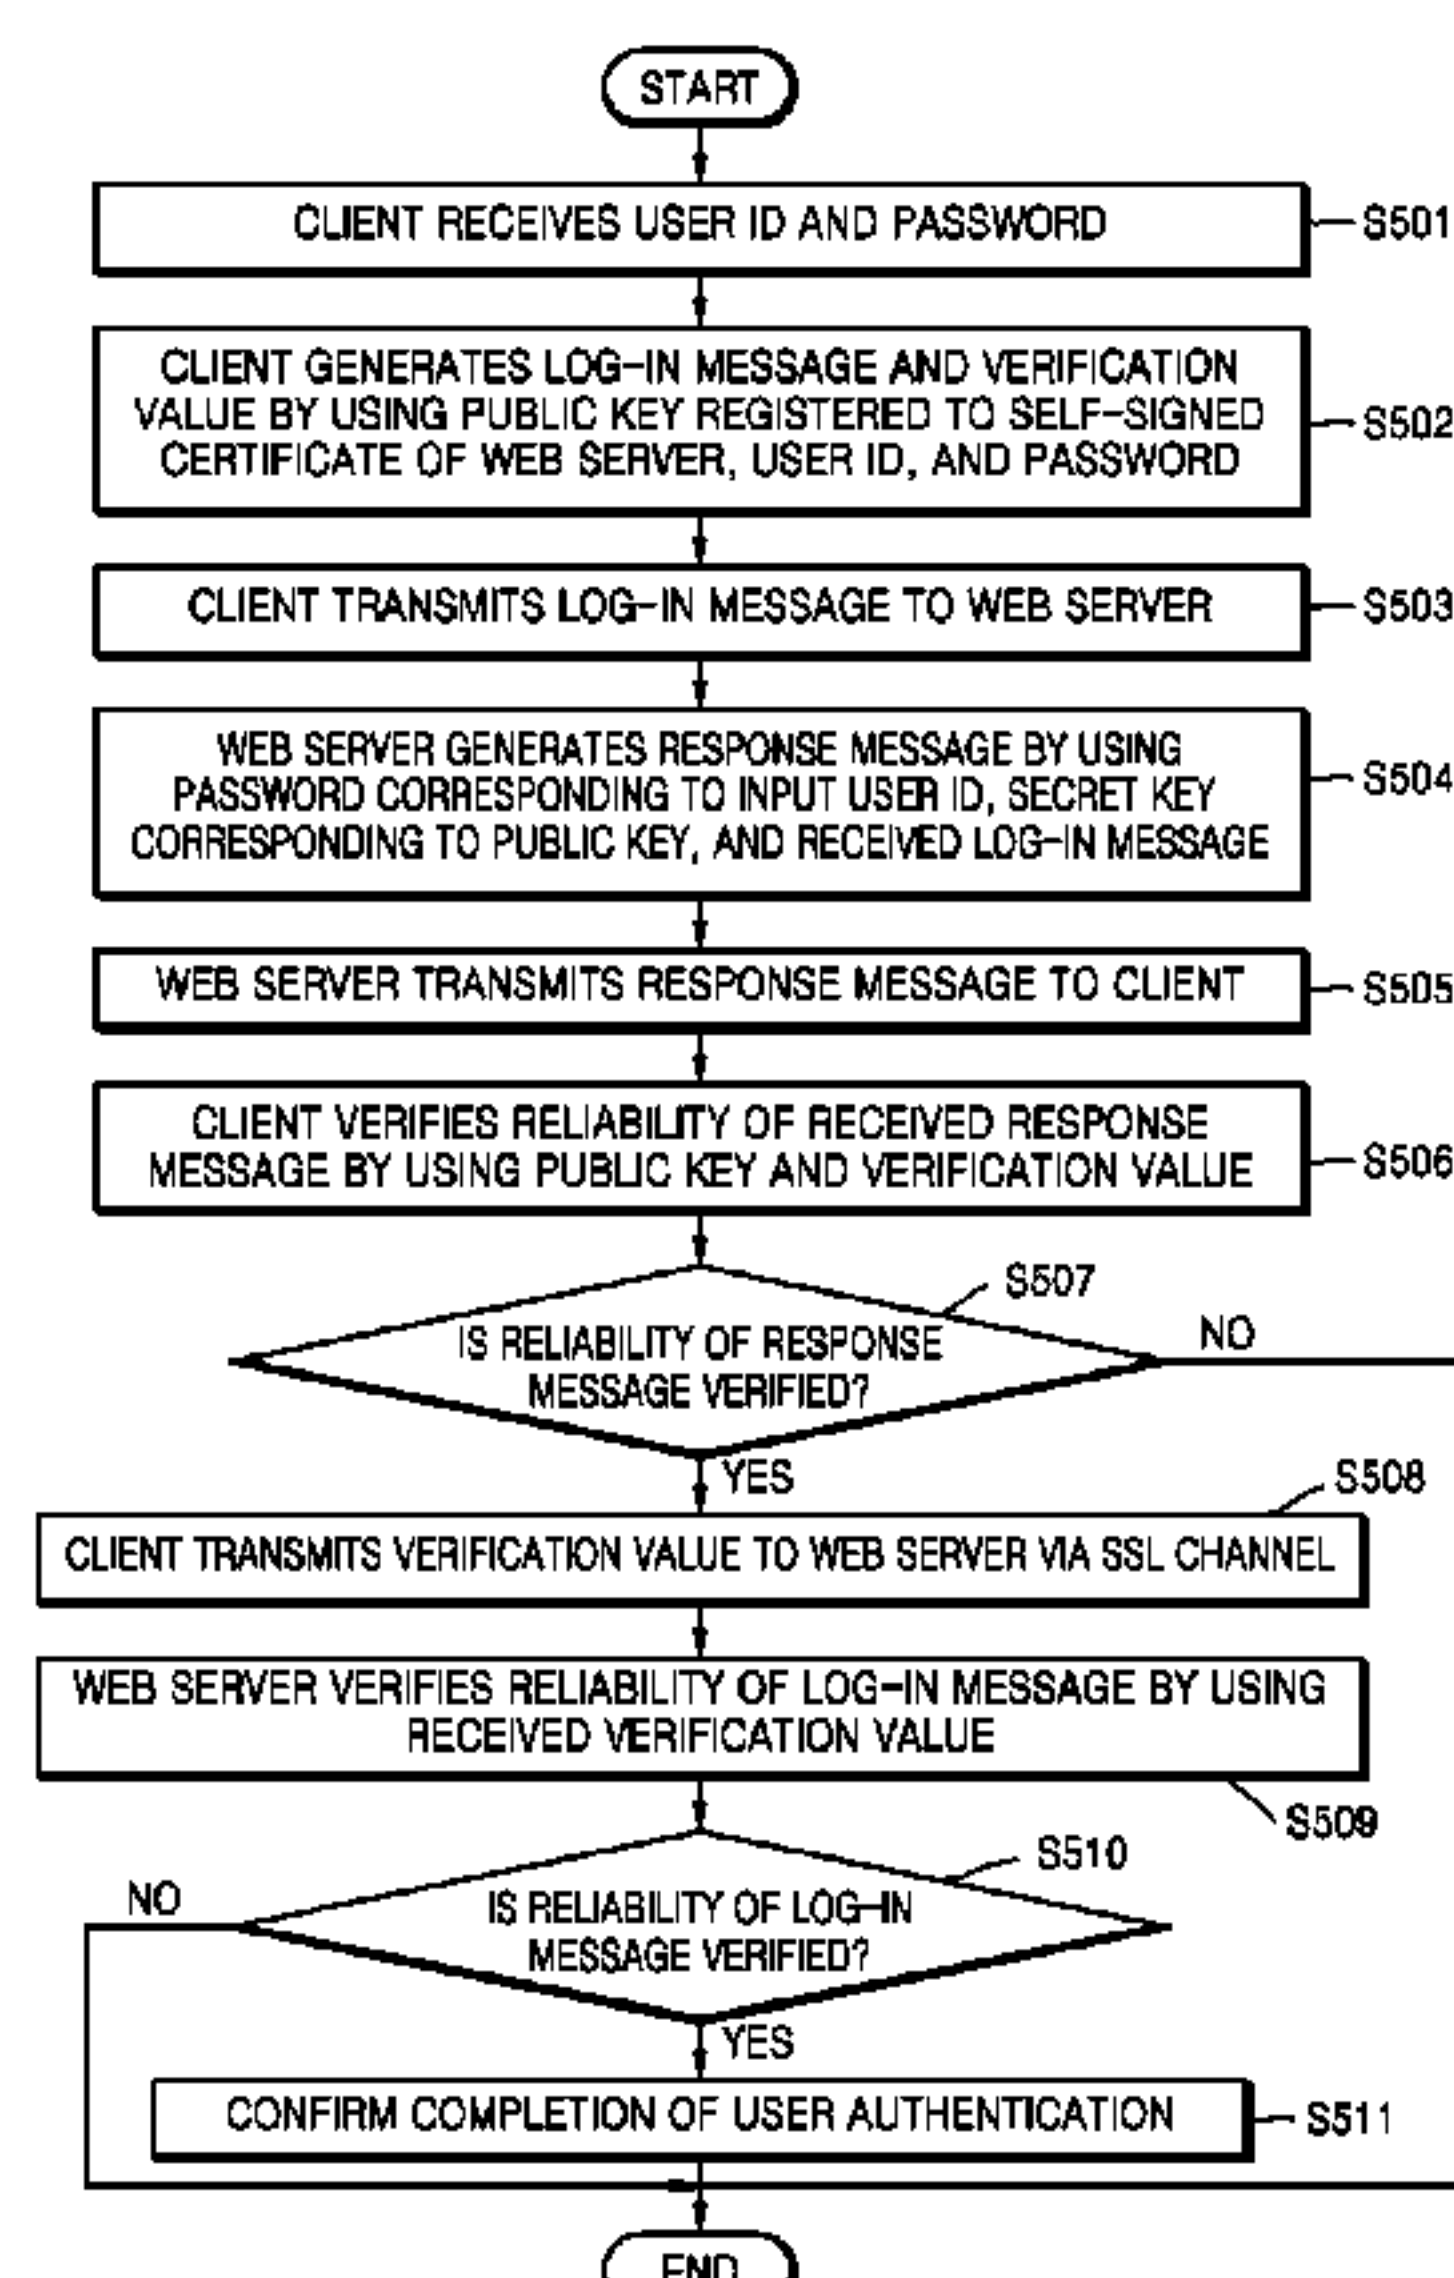 START
CLIENT RECEIVES USER ID AND PASSWORD
S501
CLIENT GENERATES LOG-IN MESSAGE AND VERIFICATION
VALUE BY USING PUBLIC KEY REGISTERED TO SELF-SIGNED
CERTIFICATE OF WEB SERVER, USER ID, AND PASSWORD
S502
CLIENT TRANSMITS LOG-IN MESSAGE TO WEB SERVER
S503
WEB SERVER GENERATES RESPONSE MESSAGE BY USING
PASSWORD CORRESPONDING TO INPUT USER ID, SECRET KEY
CORRESPONDING TO PUBLIC KEY, AND RECEIVED LOG-IN MESSAGE
S504
WEB SERVER TRANSMITS RESPONSE MESSAGE TO CLIENT
S505
CLIENT VERIFIES RELIABILITY OF RECEIVED RESPONSE
MESSAGE BY USING PUBLIC KEY AND VERIFICATION VALUE
S506
S507
IS RELIABILITY OF RESPONSE
MESSAGE VERIFIED?
NO
YES
S508
CLIENT TRANSMITS VERIFICATION VALUE TO WEB SERVER VIA SSL CHANNEL
WEB SERVER VERIFIES RELIABILITY OF LOG-IN MESSAGE BY USING
RECEIVED VERIFICATION VALUE
S509
S510
NO
IS RELIABILITY OF LOG-IN
MESSAGE VERIFIED?
YES
CONFIRM COMPLETION OF USER AUTHENTICATION
S511
END